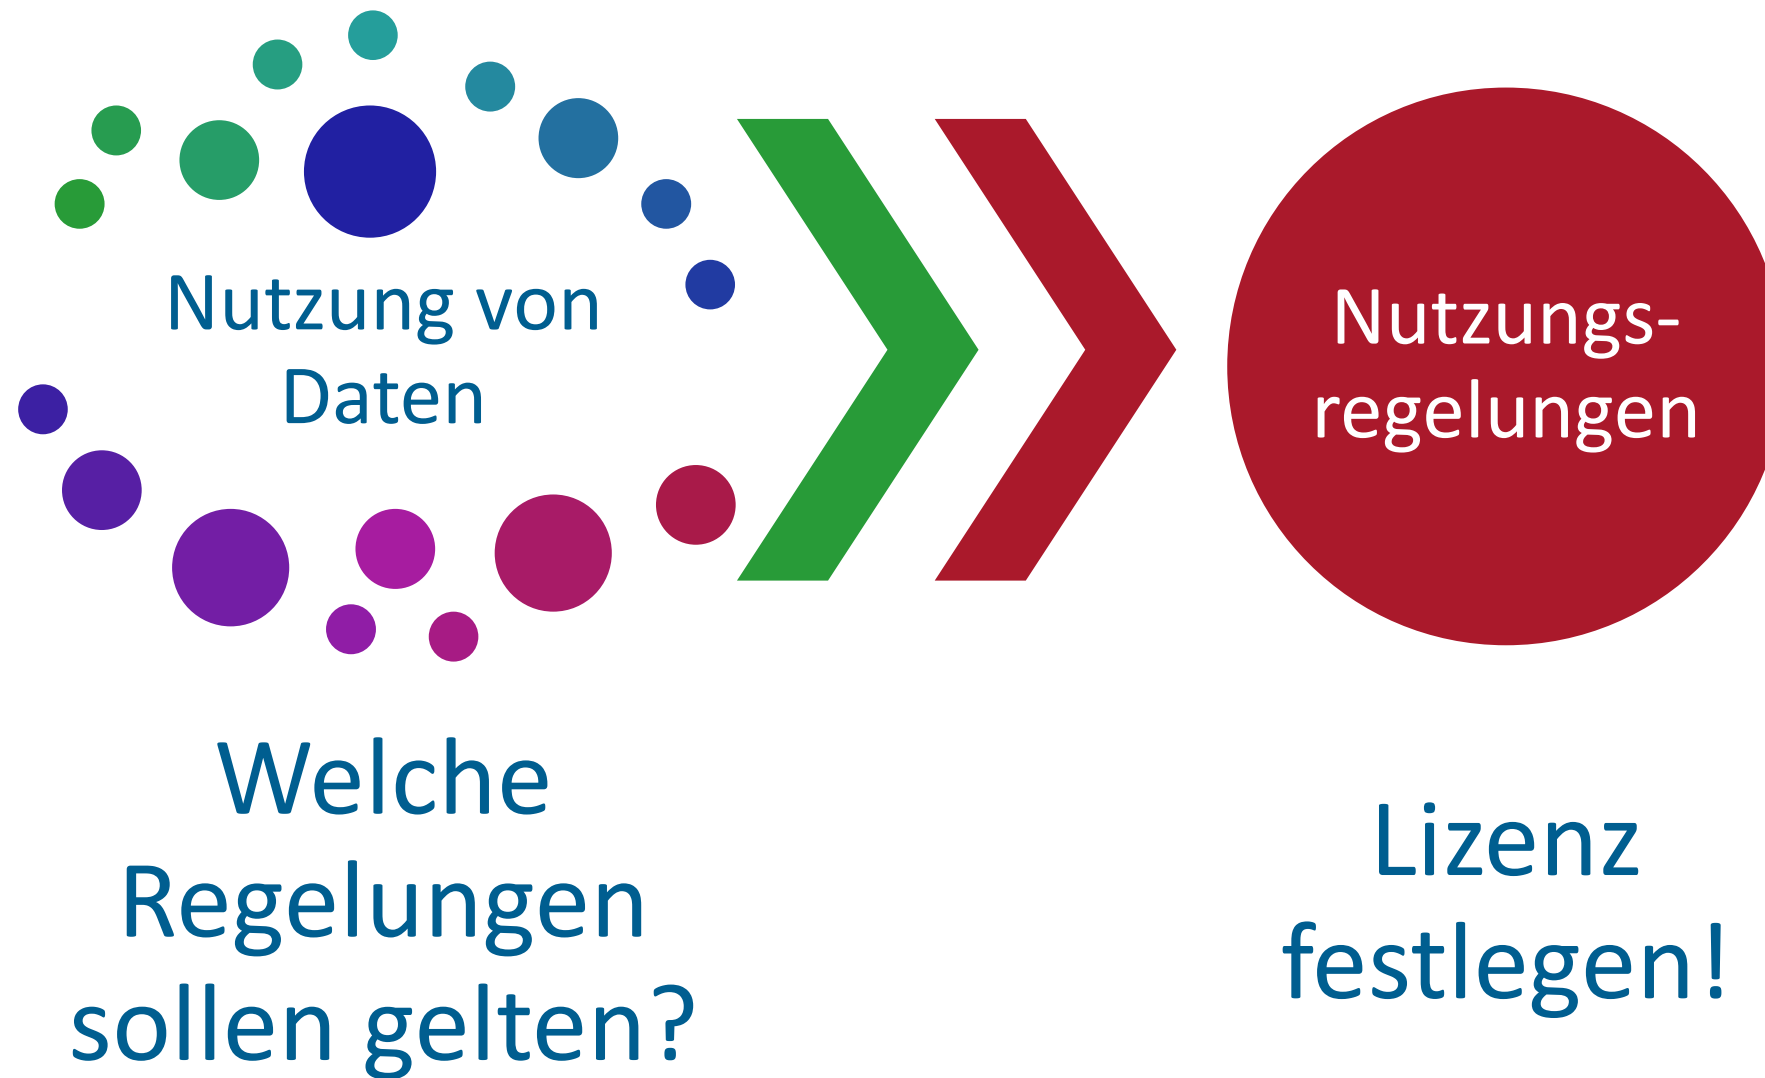 Nutzung von
Daten
Welche
Regelungen
sollen gelten?
Nutzungs-
regelungen
Lizenz
festlegen!